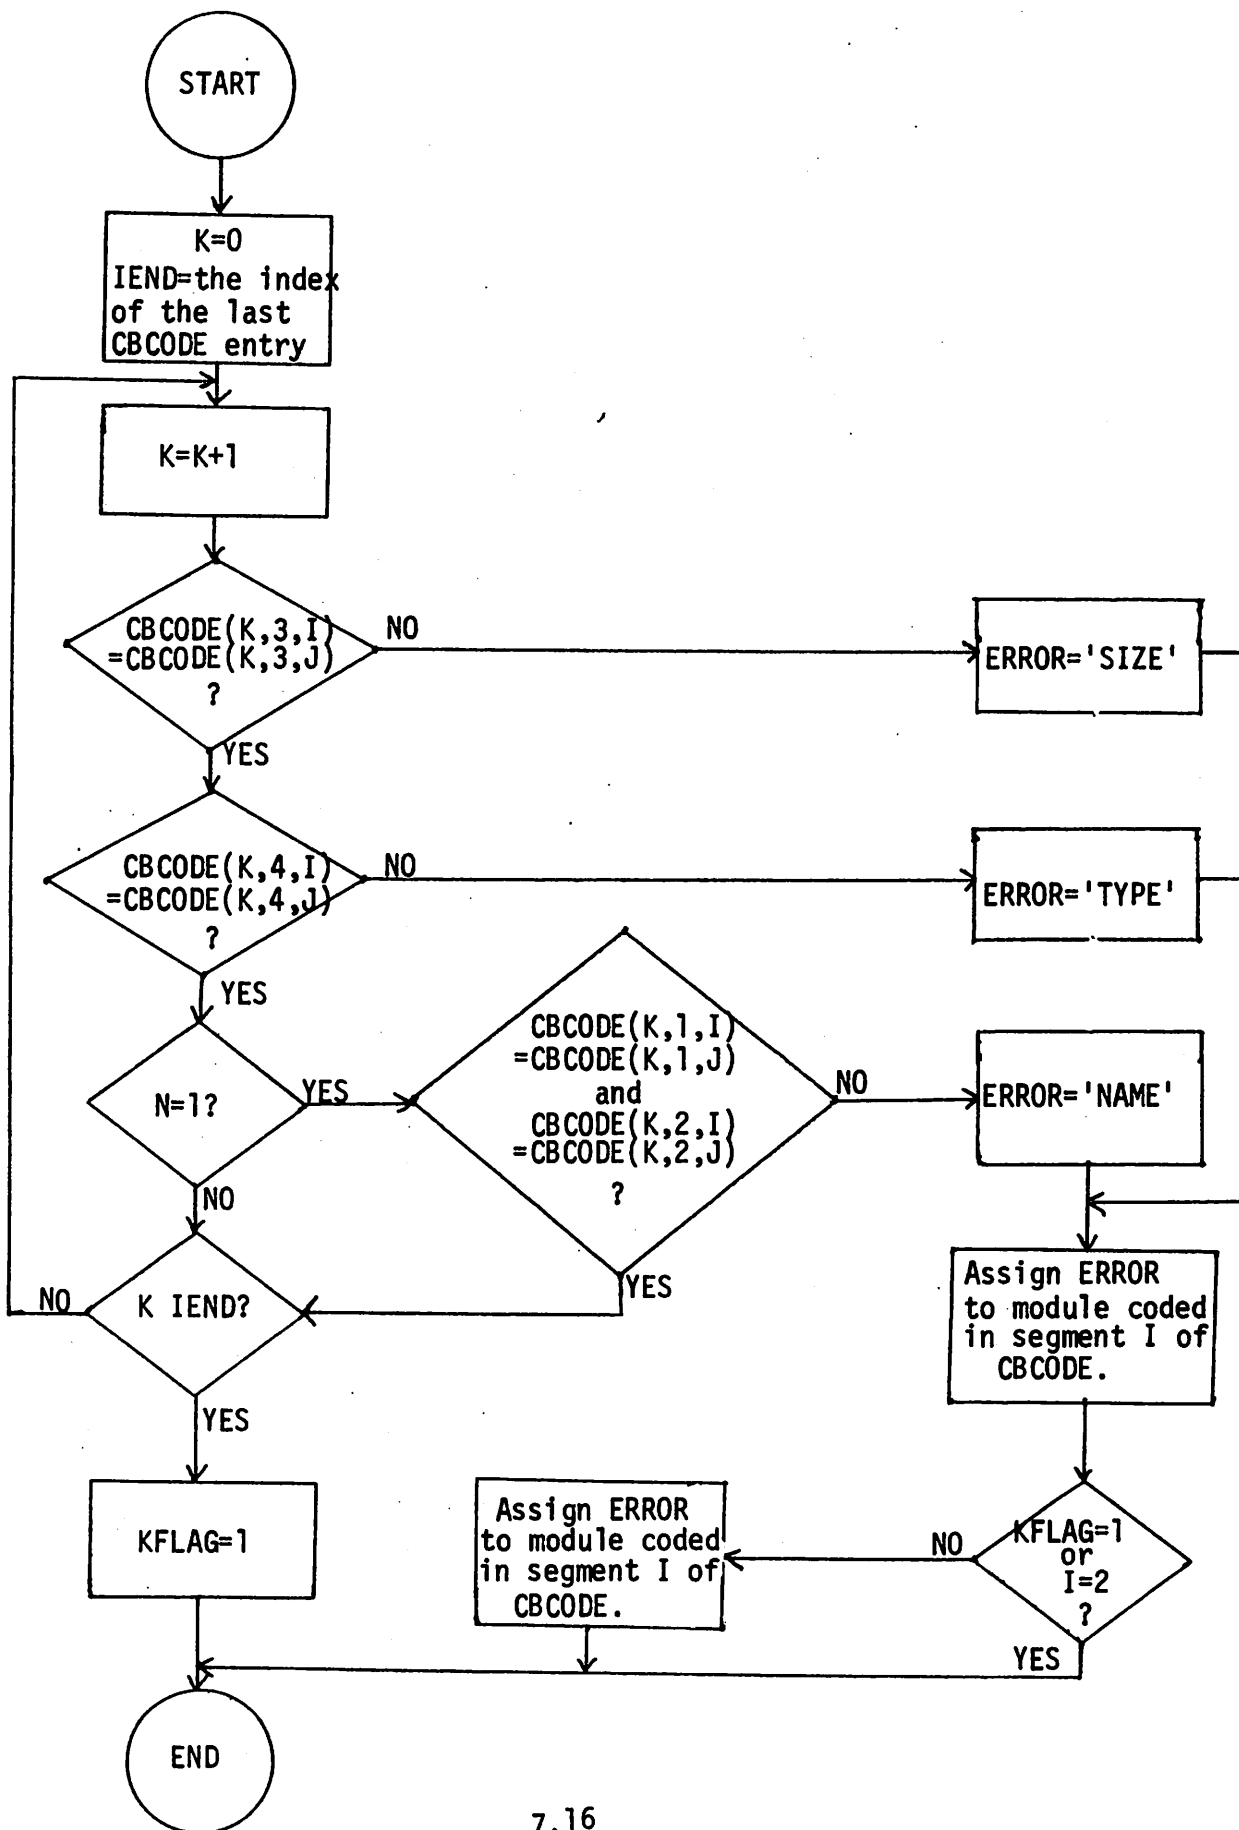 START
K=0
IEND=the index
of the last
CBCODE entry
K=K+1
CBCODE(K,3,I)
=CBCODE(K,3,J)
?
NO
ERROR='SIZE'
YES
CBCODE(K,4,I)
=CBCODE(K,4,J)
?
NO
ERROR='TYPE'
YES
N=1?
YES
CBCODE(K,1,I)
=CBCODE(K,1,J)
and
CBCODE(K,2,I)
=CBCODE(K,2,J)
?
NO
ERROR='NAME'
NO
YES
K IEND?
NO
Assign ERROR
to module coded
in segment I of
CBCODE.
YES
KFLAG=1
Assign ERROR
to module coded
in segment I of
CBCODE.
NO
KFLAG=1
or
I=2
?
YES
END
7.16